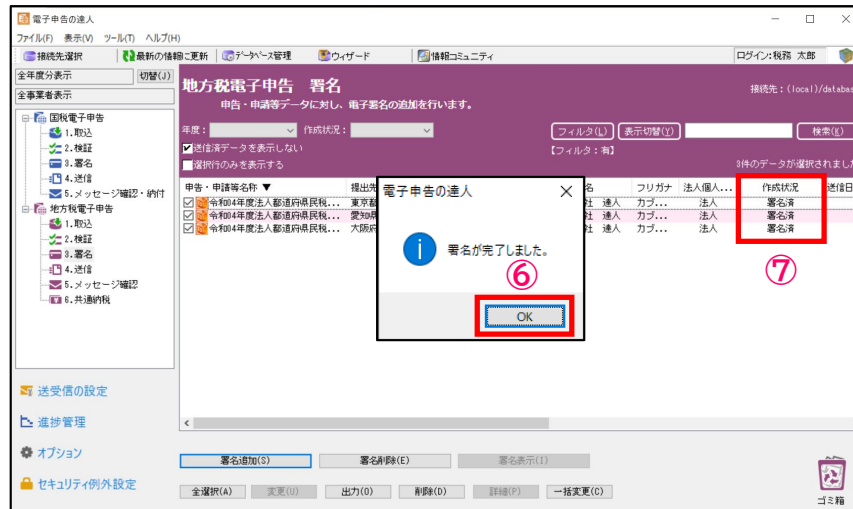 電子申告の達人
ファイル(F) 表示(V) ツール(T) ヘルプ(H)
接続先選択 最新の情報に更新 データベース管理 ウィザード 情報コミュニティ ログイン:税務 太郎
全年度分表示 切替(J)
全事業者表示
国税電子申告
1.取込
2.検証
3.署名
4.送信
5.メッセージ確認・納付
地方税電子申告
1.取込
2.検証
3.署名
4.送信
5.メッセージ確認
6.共通納税
送受信の設定
進捗管理
オプション
セキュリティ例外設定
地方税電子申告 署名
接続先:(local)/databas
申告・申請等データに対し、電子署名の追加を行います。
年度: 作成状況: フィルタ(L) 表示切替(Y) 検索(K)
送信済データを表示しない 【フィルタ:有】
選択行のみを表示する 3件のデータが選択されまし
申告・申請等名称 ▼ 提出先 名 フリガナ 法人個人... 作成状況 送信日
令和04年度法人都道府県民税... 東京都 社 達人 カブ... 法人 署名済
令和04年度法人都道府県民税... 愛知県 社 達人 カブ... 法人 署名済
令和04年度法人都道府県民税... 大阪府 社 達人 カブ... 法人 署名済
電子申告の達人
署名が完了しました。
⑥
OK
⑦
署名追加(S) 署名削除(E) 署名表示(I)
全選択(A) 変更(U) 出力(O) 削除(D) 詳細(P) 一括変更(C)
ゴミ箱